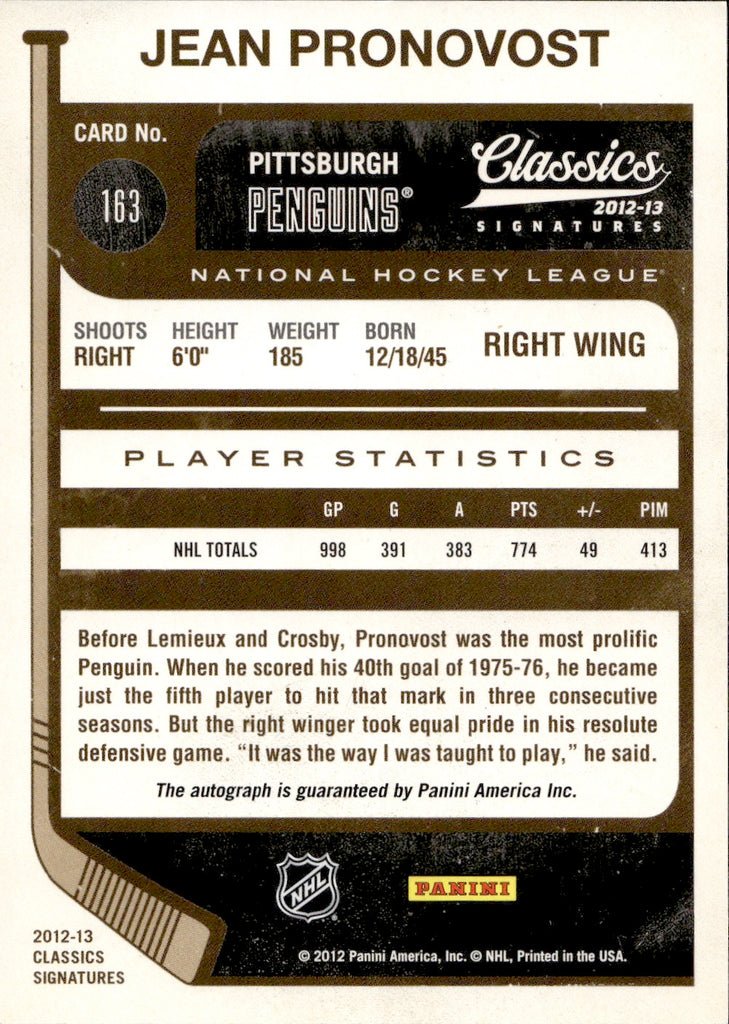 JEAN PRONOVOST
CARD No.
163
PITTSBURGH
PENGUINS®
Classics
2012-13
SIGNATURES
NATIONAL HOCKEY LEAGUE®
SHOOTS HEIGHT WEIGHT BORN
RIGHT 6'0" 185 12/18/45
RIGHT WING
PLAYER STATISTICS
GP G A PTS +/- PIM
NHL TOTALS 998 391 383 774 49 413
Before Lemieux and Crosby, Pronovost was the most prolific
Penguin. When he scored his 40th goal of 1975-76, he became
just the fifth player to hit that mark in three consecutive
seasons. But the right winger took equal pride in his resolute
defensive game. “It was the way I was taught to play,” he said.
The autograph is guaranteed by Panini America Inc.
NHL
PANINI
2012-13
CLASSICS
SIGNATURES
© 2012 Panini America, Inc. © NHL, Printed in the USA.